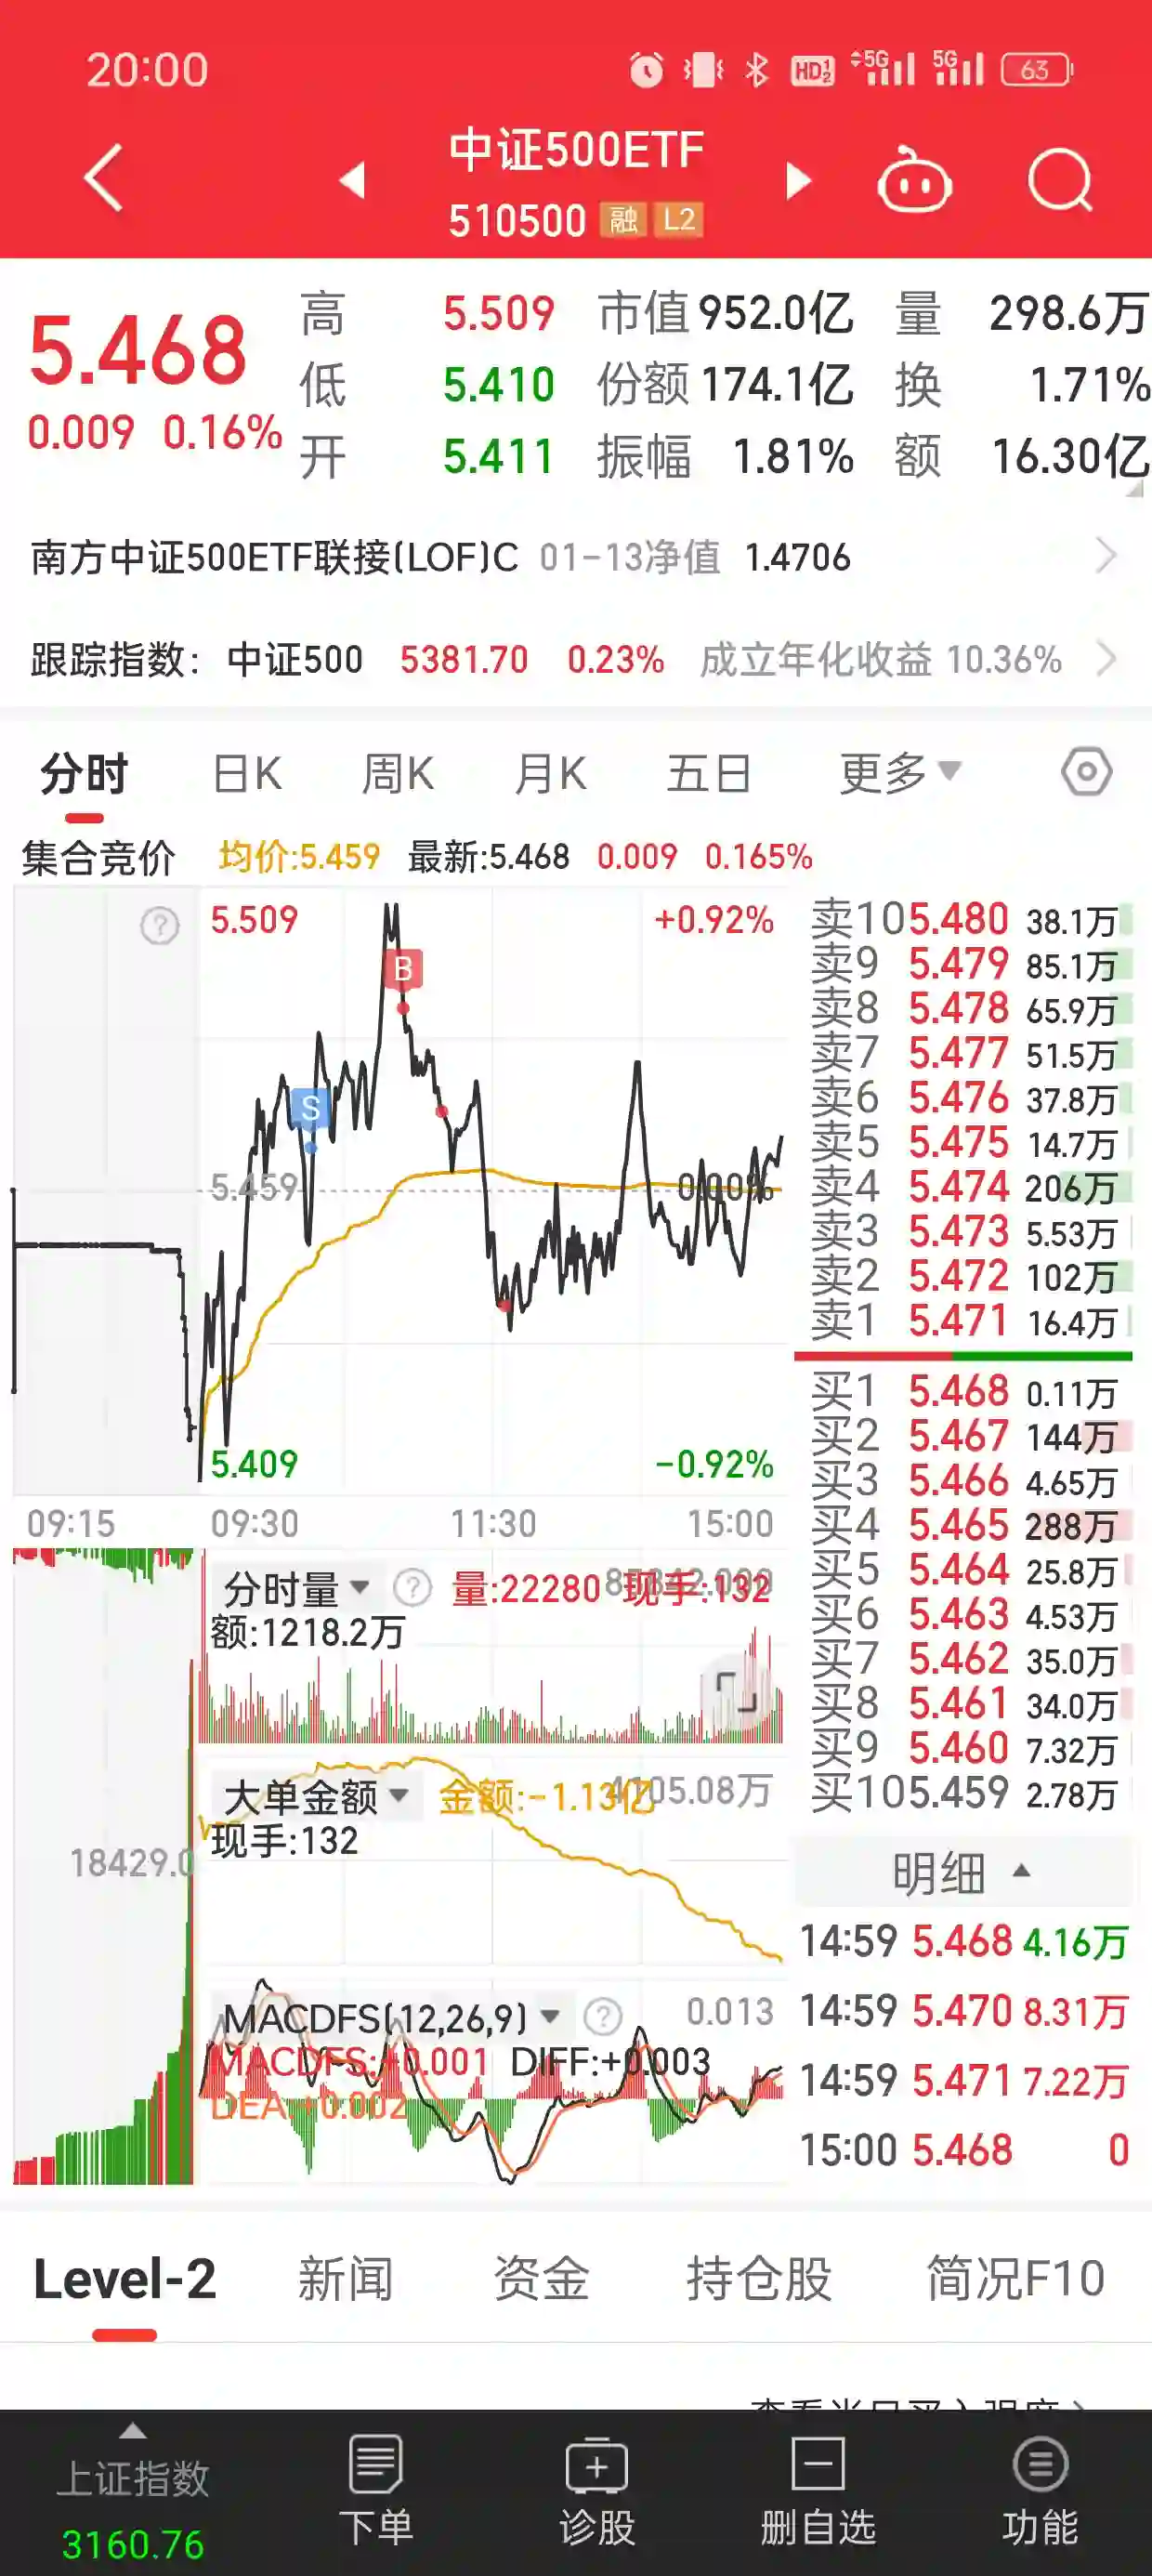 20:00 HD 5G 5G 63
中证500ETF
510500 融 L2
5.468
0.009 0.16%
高 5.509 市值 952.0亿 量 298.6万
低 5.410 份额 174.1亿 换 1.71%
开 5.411 振幅 1.81% 额 16.30亿
南方中证500ETF联接(LOF)C 01-13净值 1.4706
跟踪指数: 中证500 5381.70 0.23% 成立年化收益 10.36%
分时 日K 周K 月K 五日 更多
集合竞价 均价:5.459 最新:5.468 0.009 0.165%
5.509 +0.92%
B
S
5.459 0.00%
5.409 -0.92%
09:15 09:30 11:30 15:00
卖10 5.480 38.1万
卖9 5.479 85.1万
卖8 5.478 65.9万
卖7 5.477 51.5万
卖6 5.476 37.8万
卖5 5.475 14.7万
卖4 5.474 206万
卖3 5.473 5.53万
卖2 5.472 102万
卖1 5.471 16.4万
买1 5.468 0.11万
买2 5.467 144万
买3 5.466 4.65万
买4 5.465 288万
买5 5.464 25.8万
买6 5.463 4.53万
买7 5.462 35.0万
买8 5.461 34.0万
买9 5.460 7.32万
买10 5.459 2.78万
分时量 ? 量:22280 现手:132
额:1218.2万
大单金额 金额:-1.13亿
现手:132
18429.0
MACDFS(12,26,9) ? 0.013
MACDFS:+0.001 DIFF:+0.003
DEA:+0.002
明细
14:59 5.468 4.16万
14:59 5.470 8.31万
14:59 5.471 7.22万
15:00 5.468 0
Level-2 新闻 资金 持仓股 简况F10
上证指数
3160.76
下单 诊股 删自选 功能